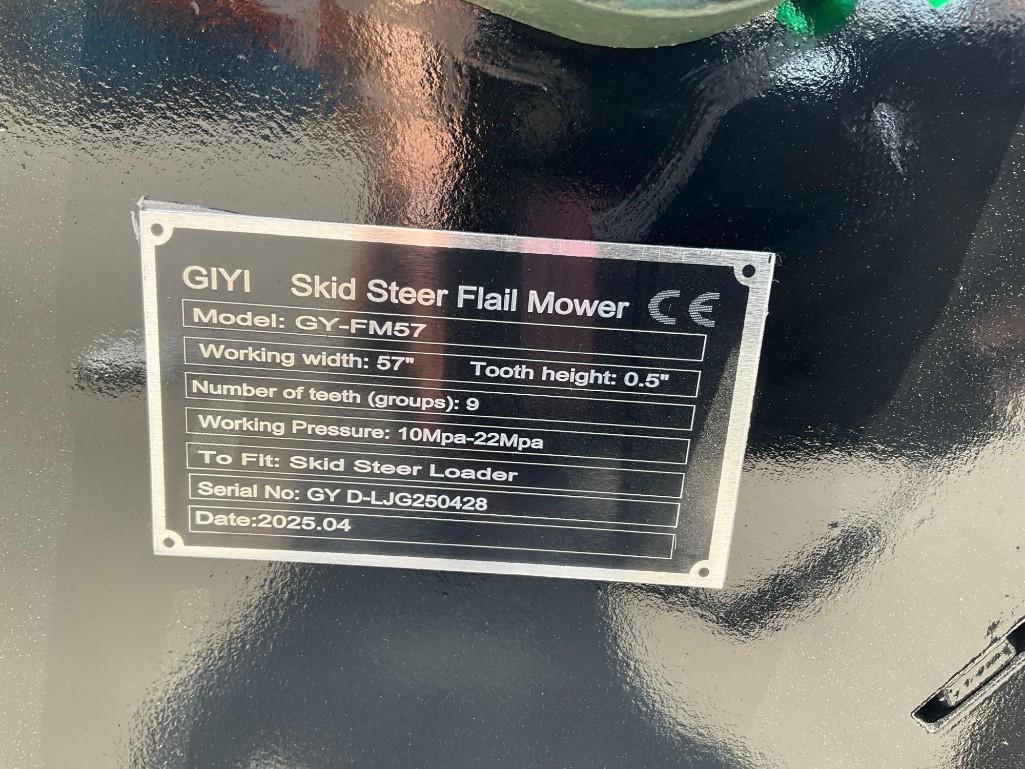 GIYI Skid Steer Flail Mower CE
Model: GY-FM57
Working width: 57" Tooth height: 0.5"
Number of teeth (groups): 9
Working Pressure: 10Mpa-22Mpa
To Fit: Skid Steer Loader
Serial No: GY D-LJG250428
Date:2025.04